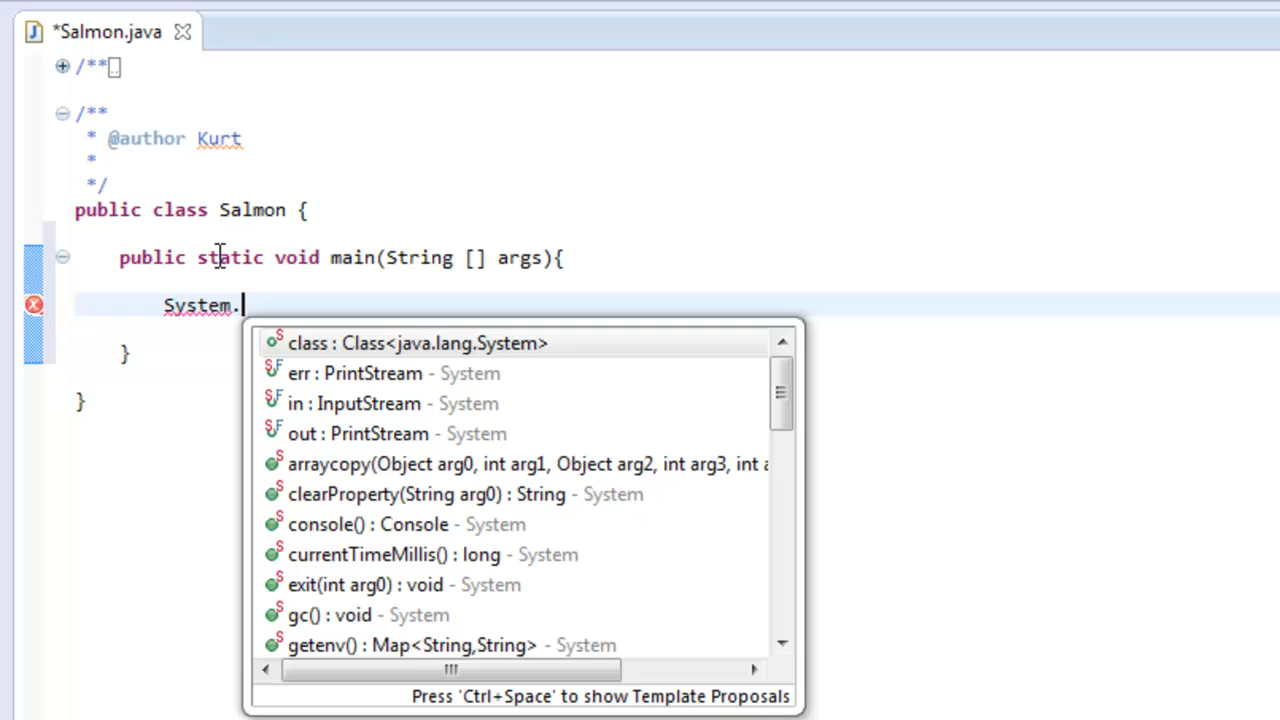 *Salmon.java
/**
/**
* @author Kurt
*
*/
public class Salmon {
public static void main(String [] args){
System.
}
}
class : Class<java.lang.System>
err : PrintStream - System
in : InputStream - System
out : PrintStream - System
arraycopy(Object arg0, int arg1, Object arg2, int arg3, int a
clearProperty(String arg0) : String - System
console() : Console - System
currentTimeMillis() : long - System
exit(int arg0) : void - System
gc() : void - System
getenv() : Map<String,String> - System
Press 'Ctrl+Space' to show Template Proposals